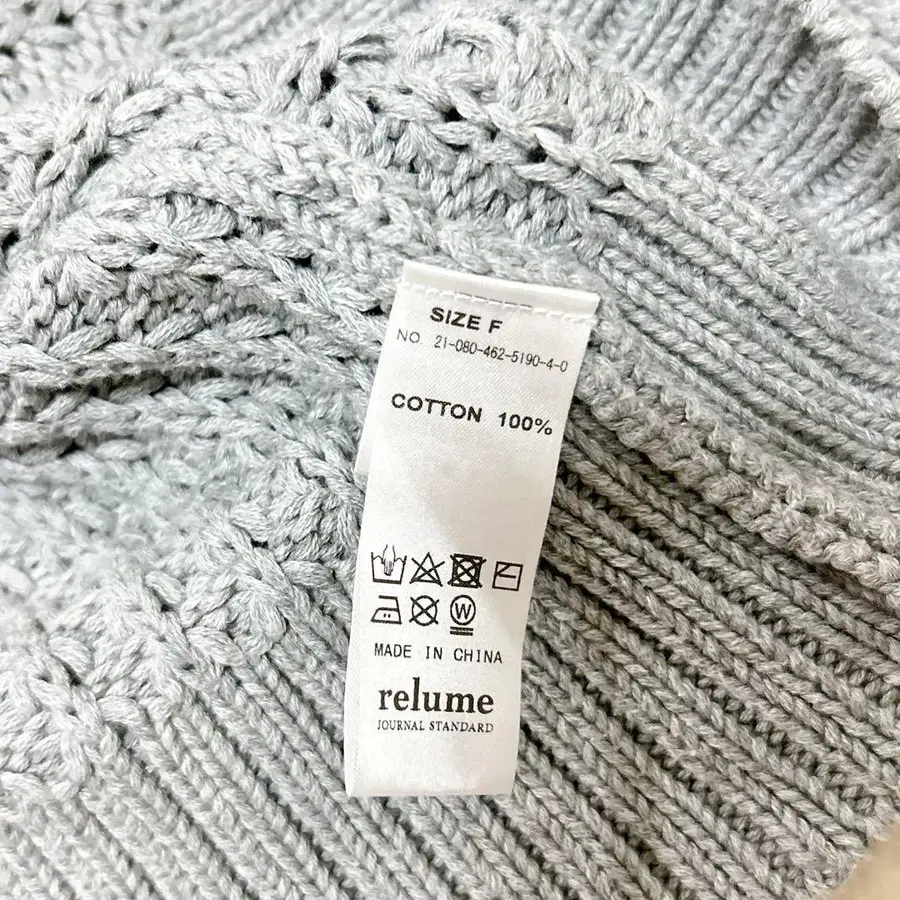 SIZE F
NO. 21-080-462-5190-4-0
COTTON 100%
W
MADE IN CHINA
relume
JOURNAL STANDARD